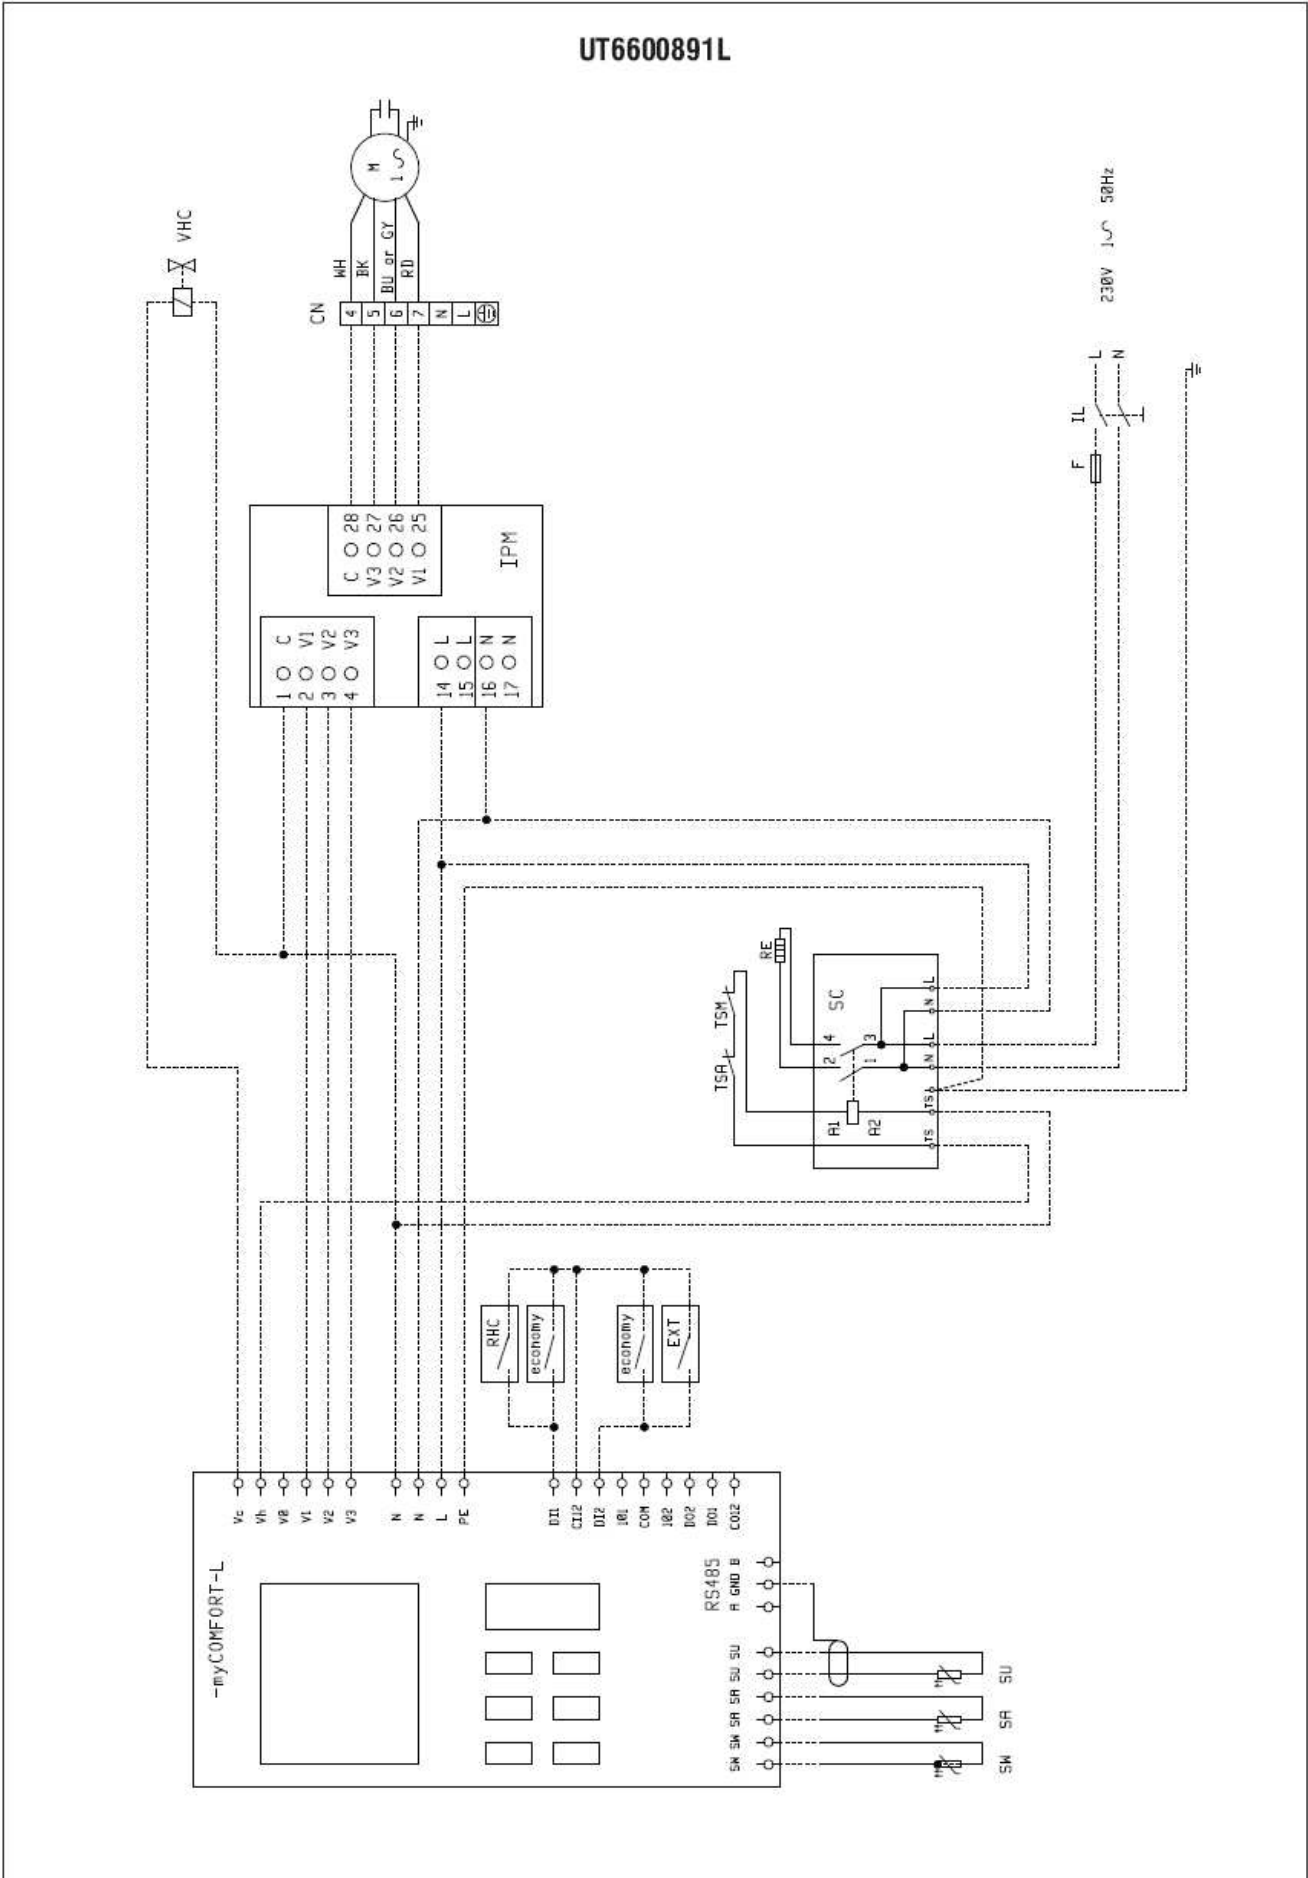 UT6600891L
VHC
M
1
WH
BK
BU or GY
RD
CN
4
5
6
7
N
L
230V 1 50Hz
L
N
IL
F
C 28
V3 27
V2 26
V1 25
IPM
1 C
2 V1
3 V2
4 V3
14 L
15 L
16 N
17 N
RE
TSM
TSA
SC
4
3
2
1
A1
A2
L
N
L
N
TS
TS
RHC
economy
economy
EXT
Vc
Vh
V0
V1
V2
V3
N
N
L
PE
DI1
CI12
DI2
101
COM
102
DO2
DO1
CO12
-myCOMFORT-L
RS485
A GND B
SW SW SA SA SU SU
SU
SA
SW